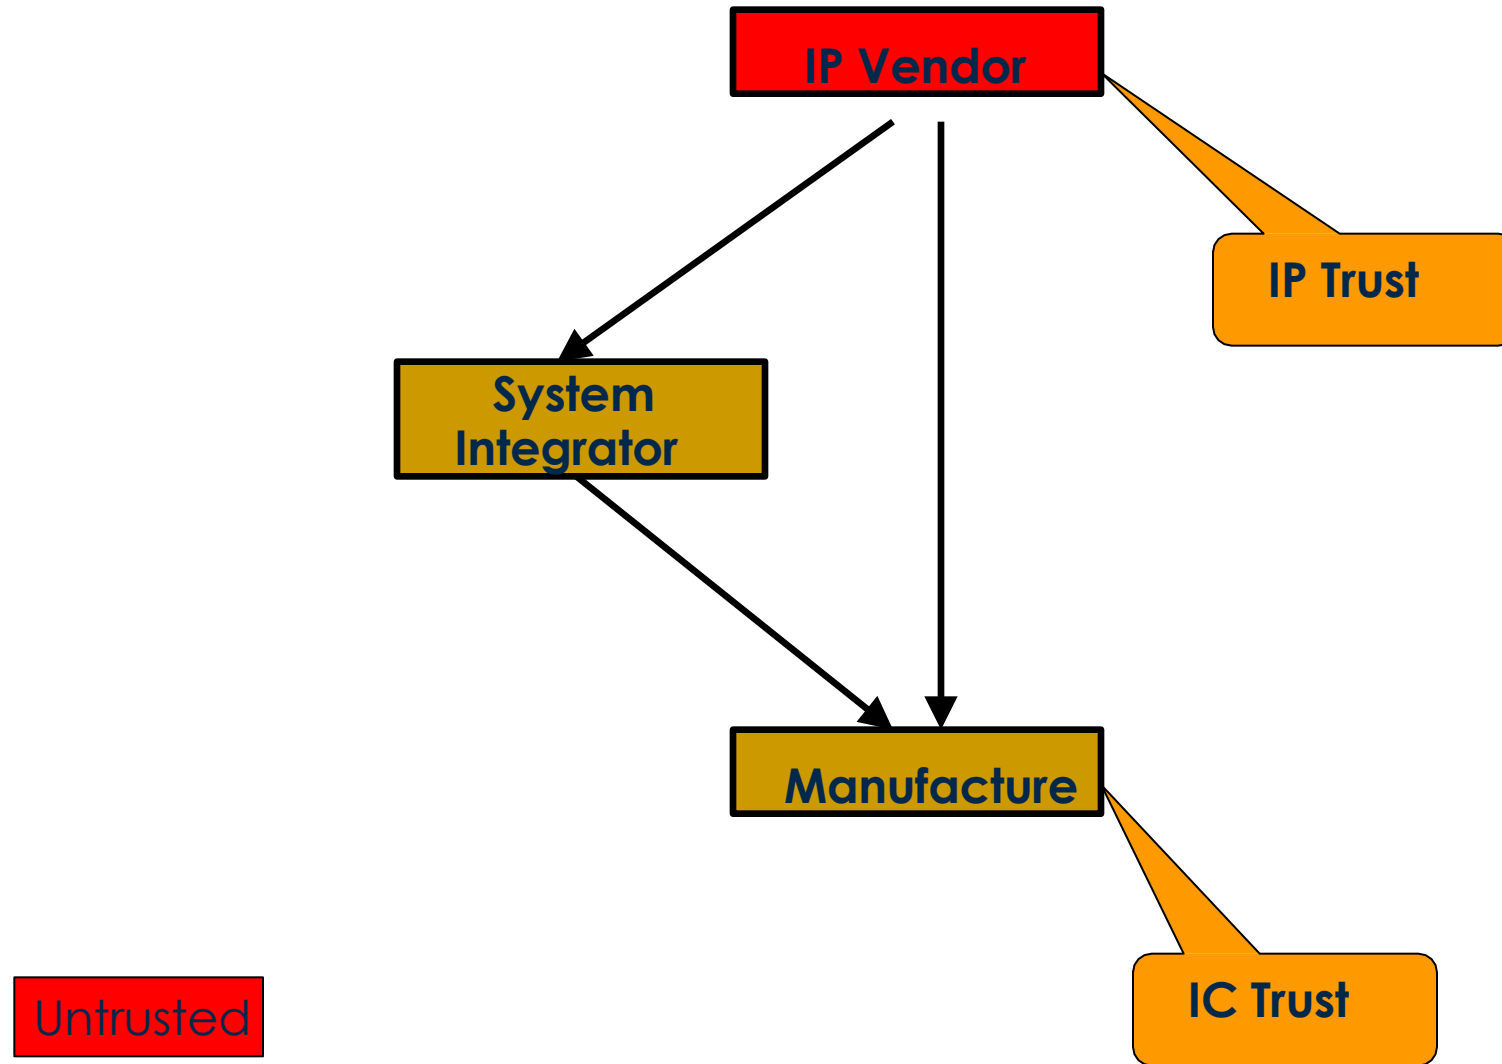 IP Vendor
IP Trust
System
Integrator
Manufacture
IC Trust
Untrusted